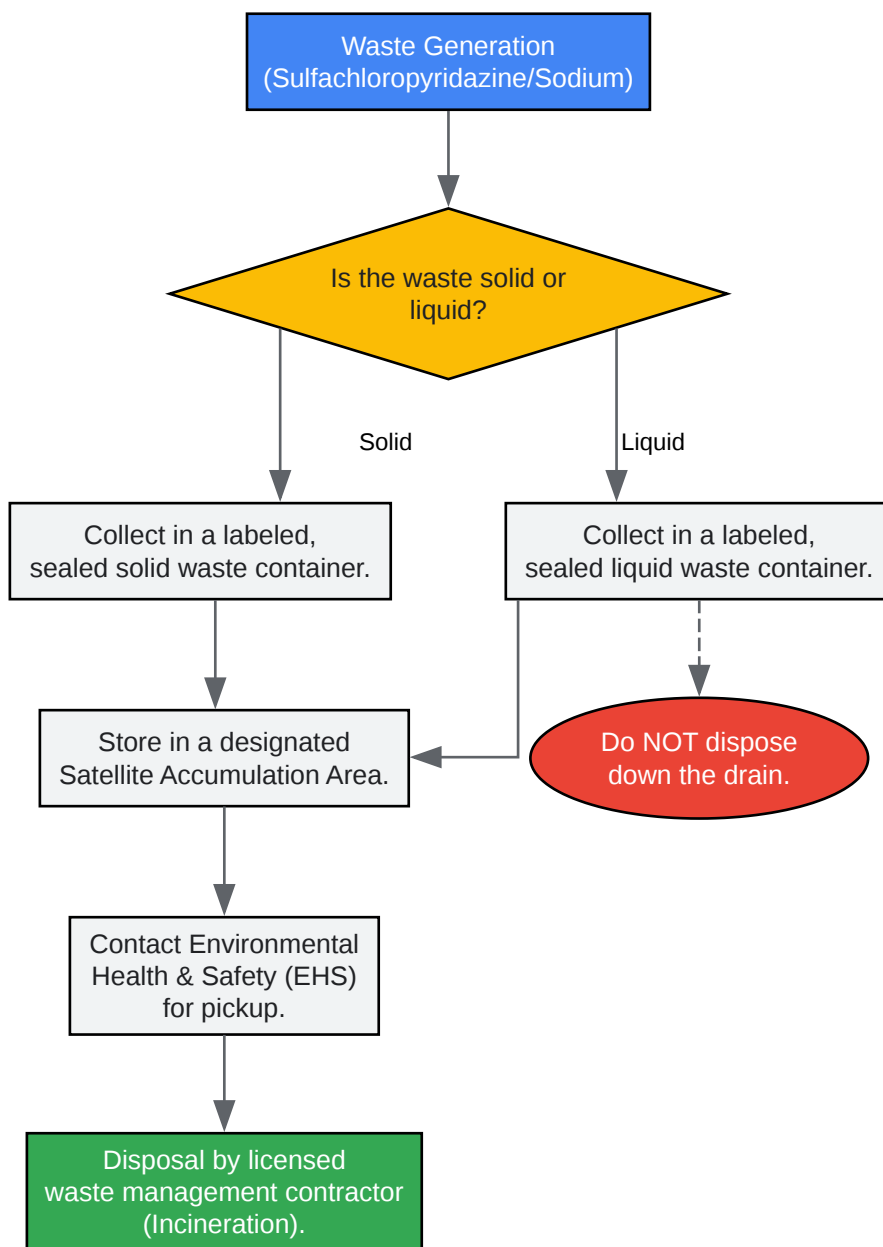 Waste Generation
(Sulfachloropyridazine/Sodium)
Is the waste solid or
liquid?
Solid
Liquid
Collect in a labeled,
sealed solid waste container.
Collect in a labeled,
sealed liquid waste container.
Store in a designated
Satellite Accumulation Area.
Do NOT dispose
down the drain.
Contact Environmental
Health & Safety (EHS)
for pickup.
Disposal by licensed
waste management contractor
(Incineration).